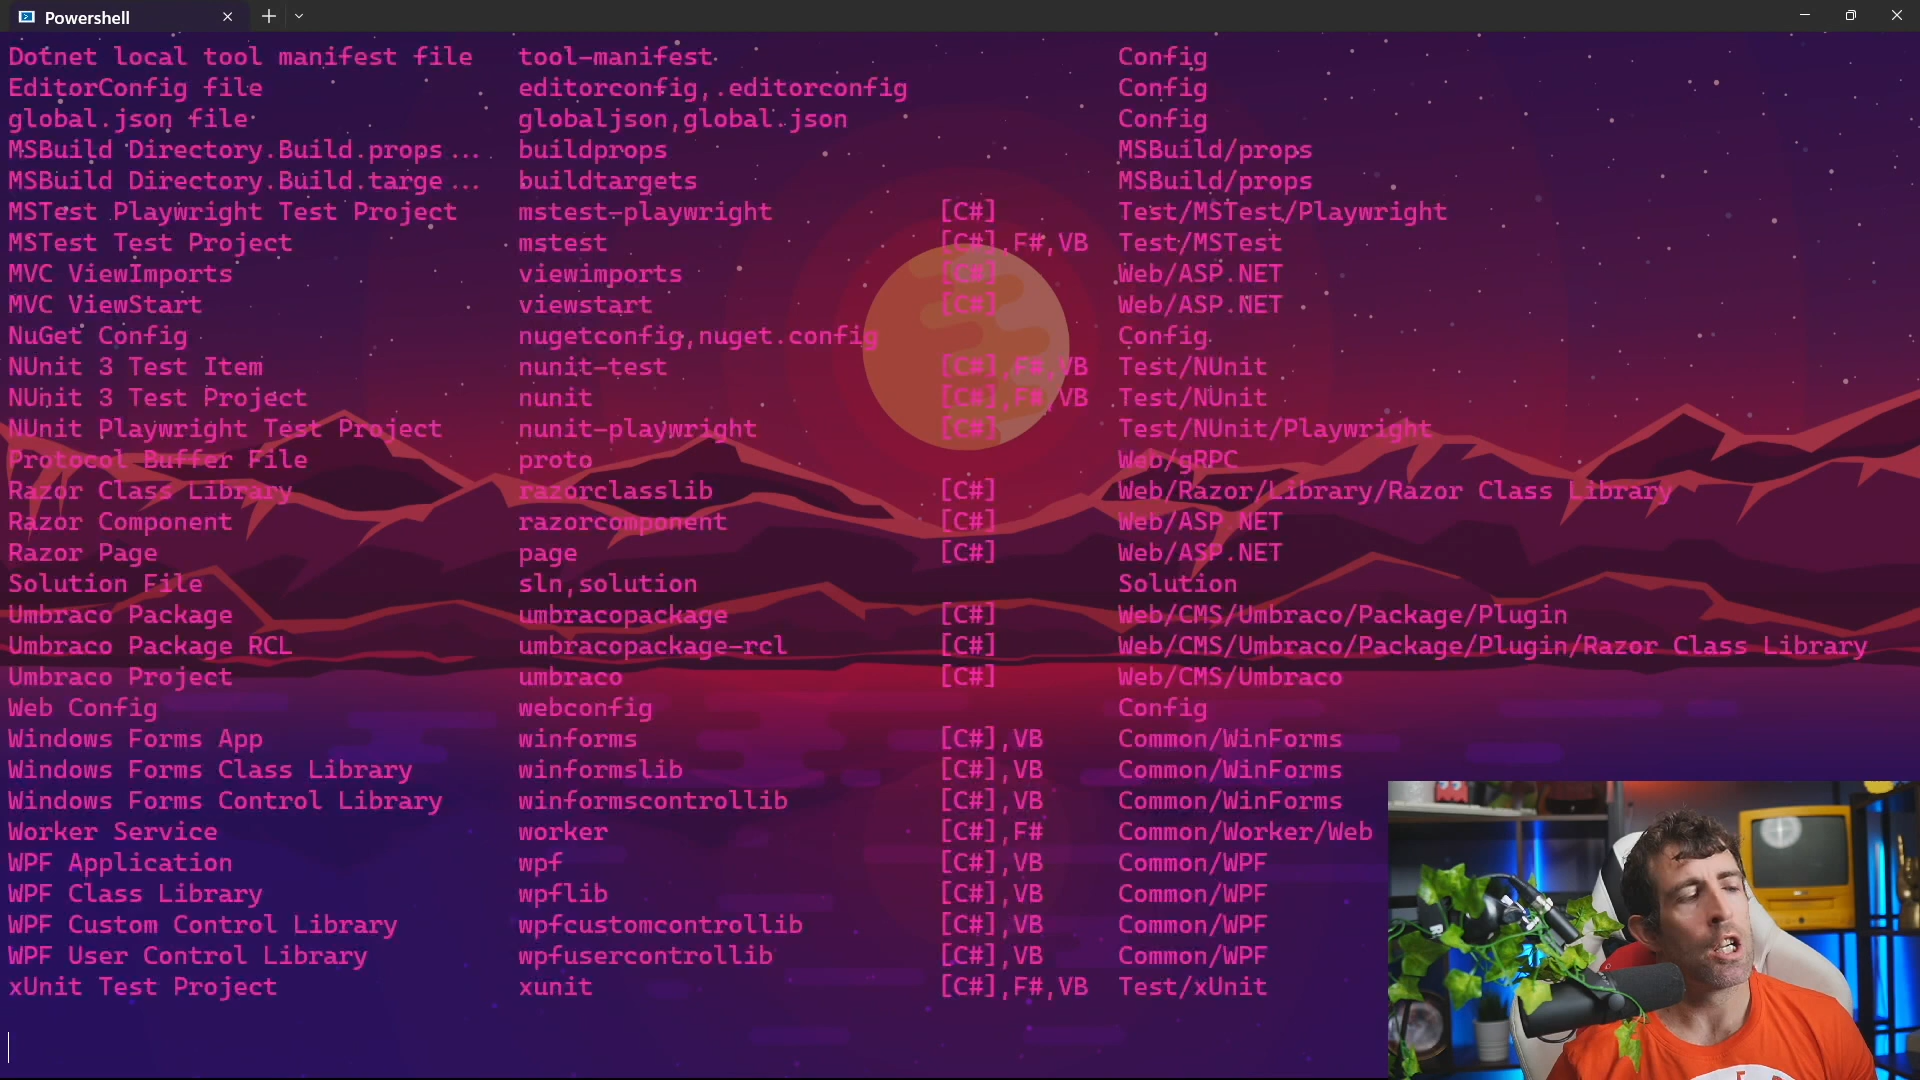 Powershell
Dotnet local tool manifest file tool-manifest Config
EditorConfig file editorconfig,.editorconfig Config
global.json file globaljson,global.json Config
MSBuild Directory.Build.props... buildprops MSBuild/props
MSBuild Directory.Build.targe... buildtargets MSBuild/props
MSTest Playwright Test Project mstest-playwright [C#] Test/MSTest/Playwright
MSTest Test Project mstest [C#],F#,VB Test/MSTest
MVC ViewImports viewimports [C#] Web/ASP.NET
MVC ViewStart viewstart [C#] Web/ASP.NET
NuGet Config nugetconfig,nuget.config Config
NUnit 3 Test Item nunit-test [C#],F#,VB Test/NUnit
NUnit 3 Test Project nunit [C#],F#,VB Test/NUnit
NUnit Playwright Test Project nunit-playwright [C#] Test/NUnit/Playwright
Protocol Buffer File proto Web/gRPC
Razor Class Library razorclasslib [C#] Web/Razor/Library/Razor Class Library
Razor Component razorcomponent [C#] Web/ASP.NET
Razor Page page [C#] Web/ASP.NET
Solution File sln,solution Solution
Umbraco Package umbracopackage [C#] Web/CMS/Umbraco/Package/Plugin
Umbraco Package RCL umbracopackage-rcl [C#] Web/CMS/Umbraco/Package/Plugin/Razor Class Library
Umbraco Project umbraco [C#] Web/CMS/Umbraco
Web Config webconfig Config
Windows Forms App winforms [C#],VB Common/WinForms
Windows Forms Class Library winformslib [C#],VB Common/WinForms
Windows Forms Control Library winformscontrollib [C#],VB Common/WinForms
Worker Service worker [C#],F# Common/Worker/Web
WPF Application wpf [C#],VB Common/WPF
WPF Class Library wpflib [C#],VB Common/WPF
WPF Custom Control Library wpfcustomcontrollib [C#],VB Common/WPF
WPF User Control Library wpfusercontrollib [C#],VB Common/WPF
xUnit Test Project xunit [C#],F#,VB Test/xUnit